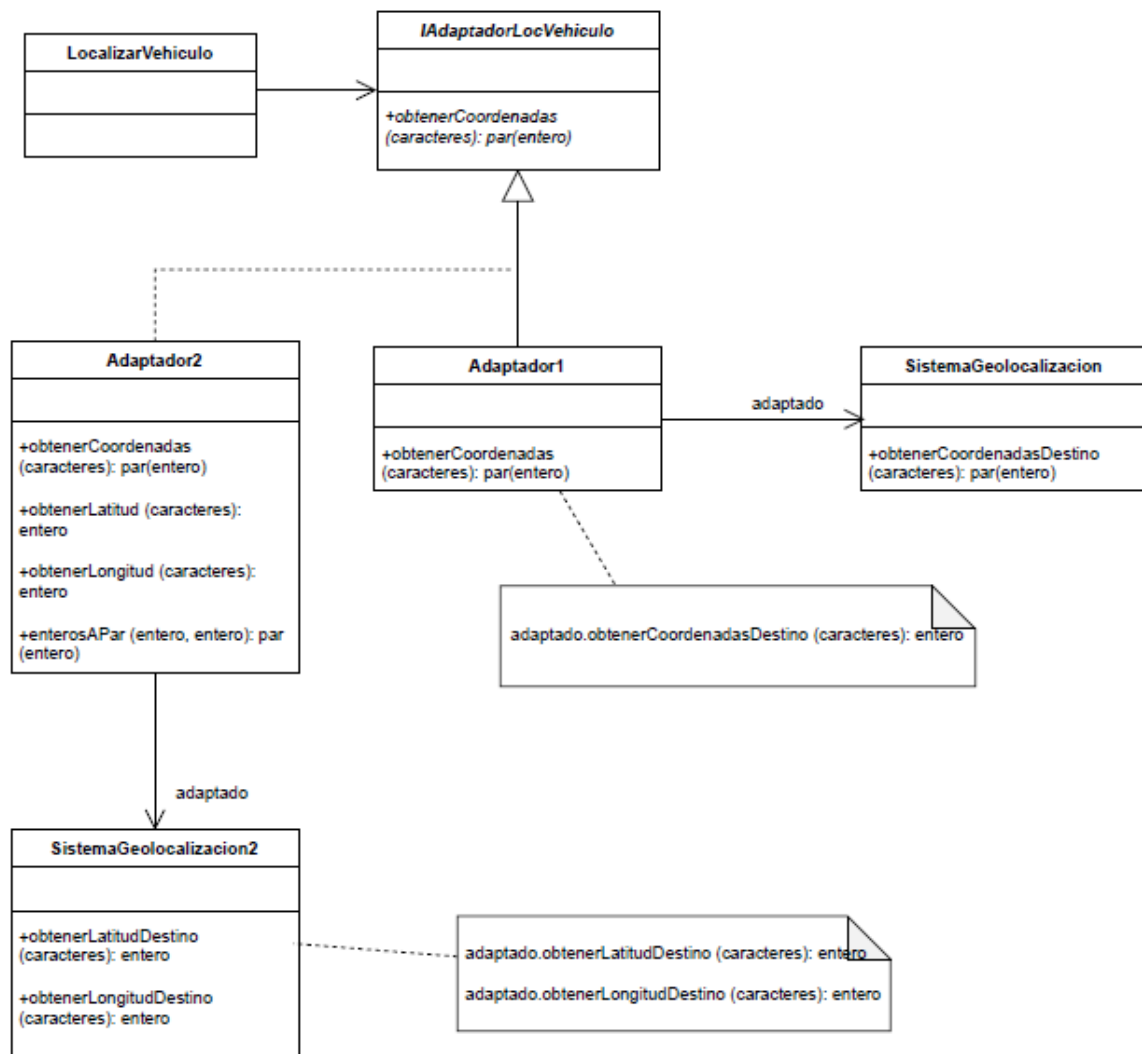 LocalizarVehiculo
IAdaptadorLocVehiculo
+obtenerCoordenadas
(caracteres): par(entero)
Adaptador2
+obtenerCoordenadas
(caracteres): par(entero)
+obtenerLatitud (caracteres):
entero
+obtenerLongitud (caracteres):
entero
+enterosAPar (entero, entero): par
(entero)
Adaptador1
+obtenerCoordenadas
(caracteres): par(entero)
adaptado
SistemaGeolocalizacion
+obtenerCoordenadasDestino
(caracteres): par(entero)
adaptado.obtenerCoordenadasDestino (caracteres): entero
adaptado
SistemaGeolocalizacion2
+obtenerLatitudDestino
(caracteres): entero
+obtenerLongitudDestino
(caracteres): entero
adaptado.obtenerLatitudDestino (caracteres): entero
adaptado.obtenerLongitudDestino (caracteres): entero